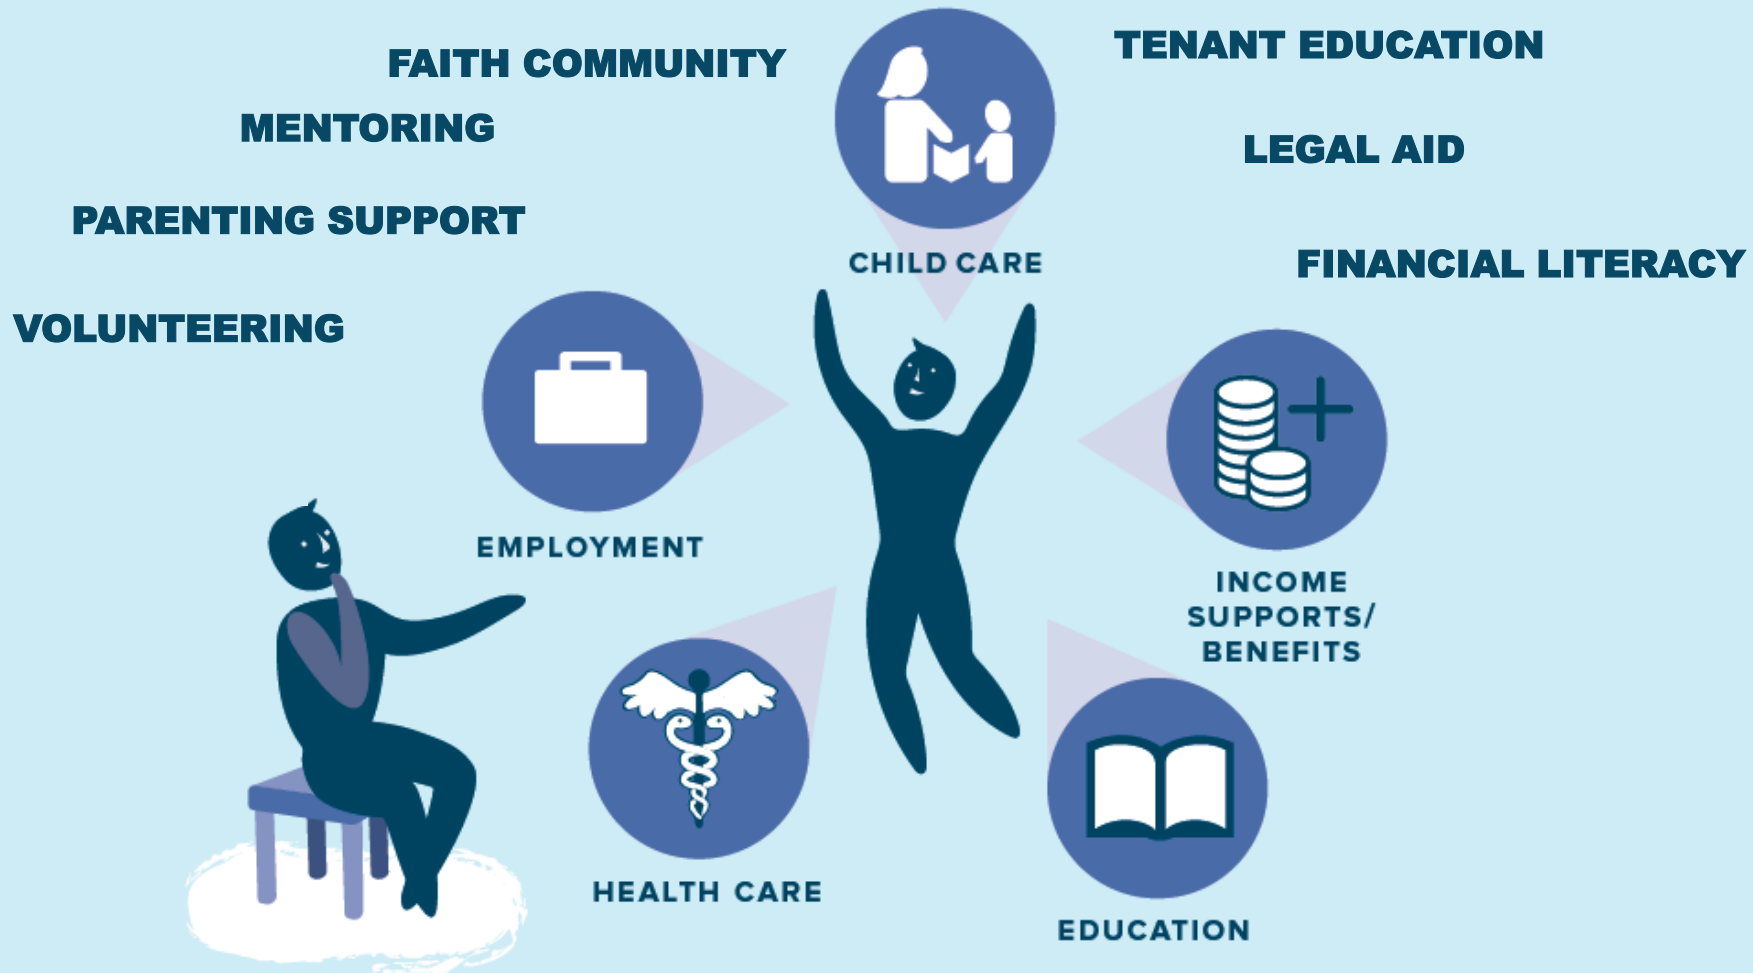 TENANT EDUCATION
FAITH COMMUNITY
MENTORING
LEGAL AID
PARENTING SUPPORT
CHILD CARE
FINANCIAL LITERACY
VOLUNTEERING
EMPLOYMENT
INCOME
SUPPORTS/
BENEFITS
HEALTH CARE
EDUCATION